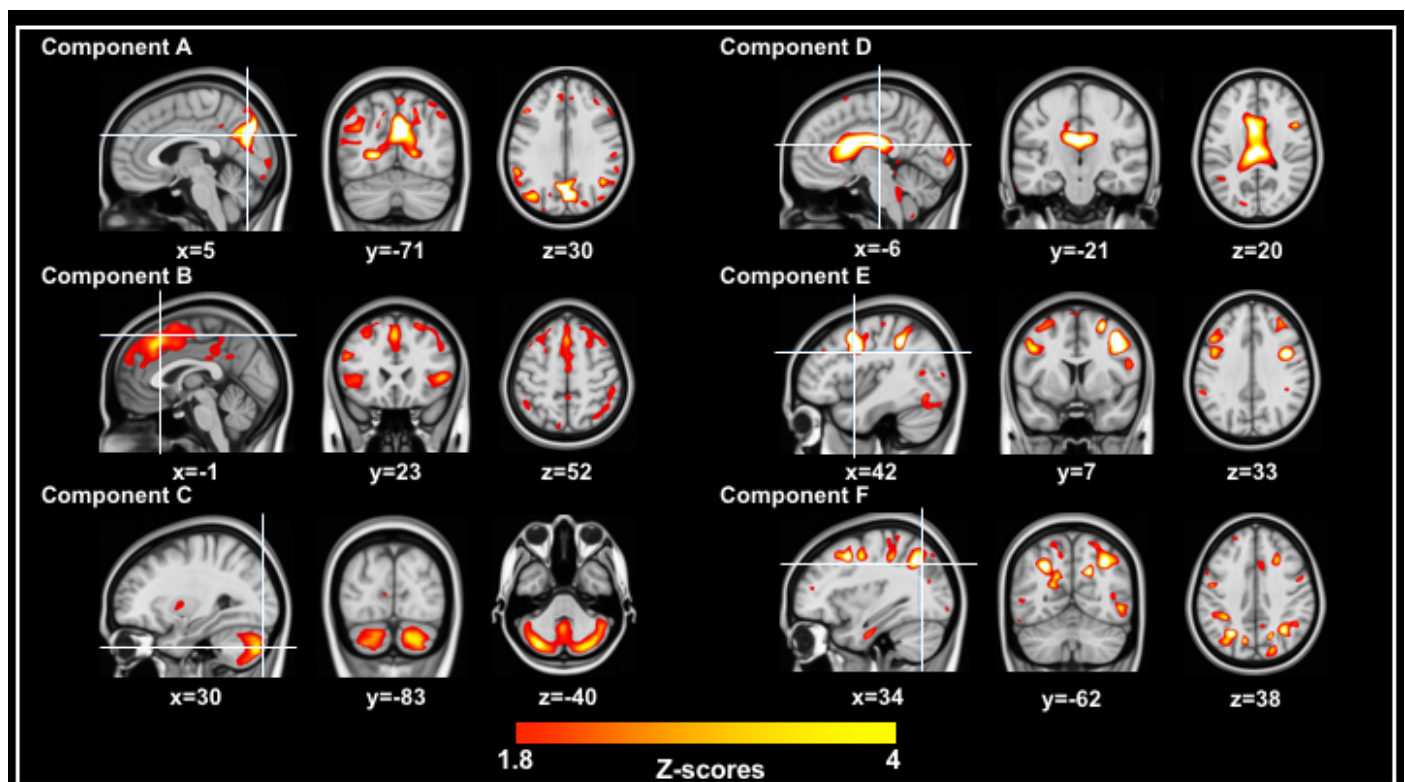 Component A
x=5 y=-71 z=30
Component B
x=-1 y=23 z=52
Component C
x=30 y=-83 z=-40
Component D
x=-6 y=-21 z=20
Component E
x=42 y=7 z=33
Component F
x=34 y=-62 z=38
1.8 4
Z-scores